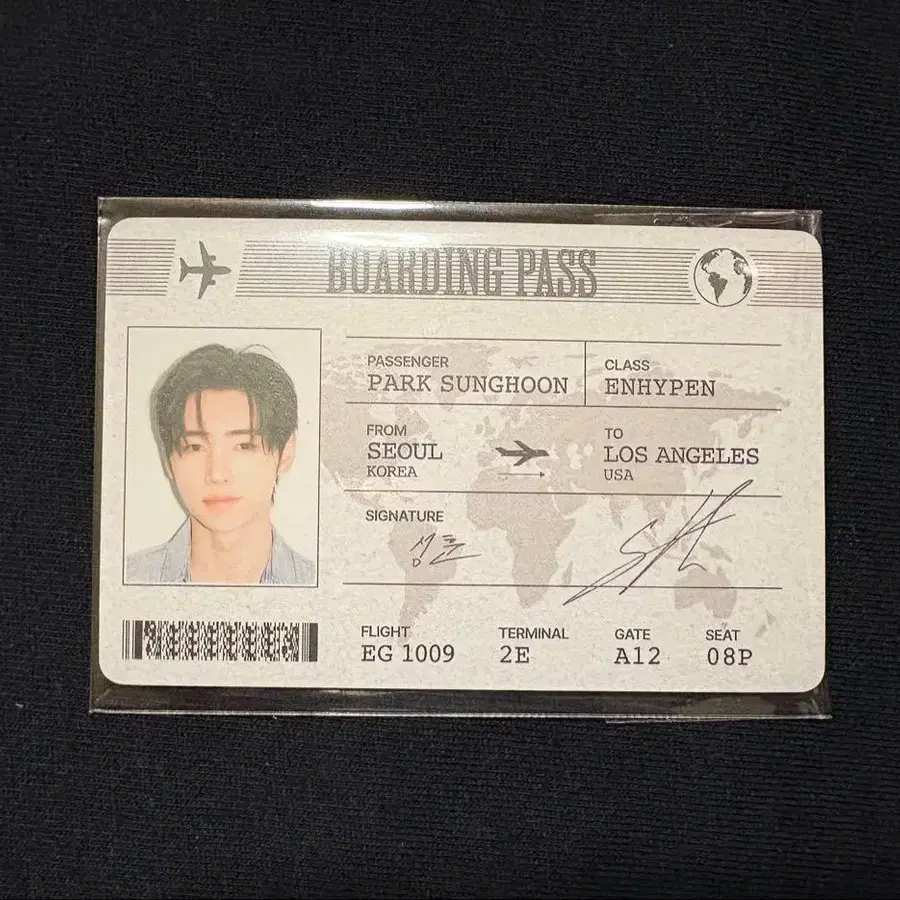 BOARDING PASS
PASSENGER
PARK SUNGHOON
CLASS
ENHYPEN
FROM
SEOUL
KOREA
TO
LOS ANGELES
USA
SIGNATURE
성훈
SH
FLIGHT
EG 1009
TERMINAL
2E
GATE
A12
SEAT
08P